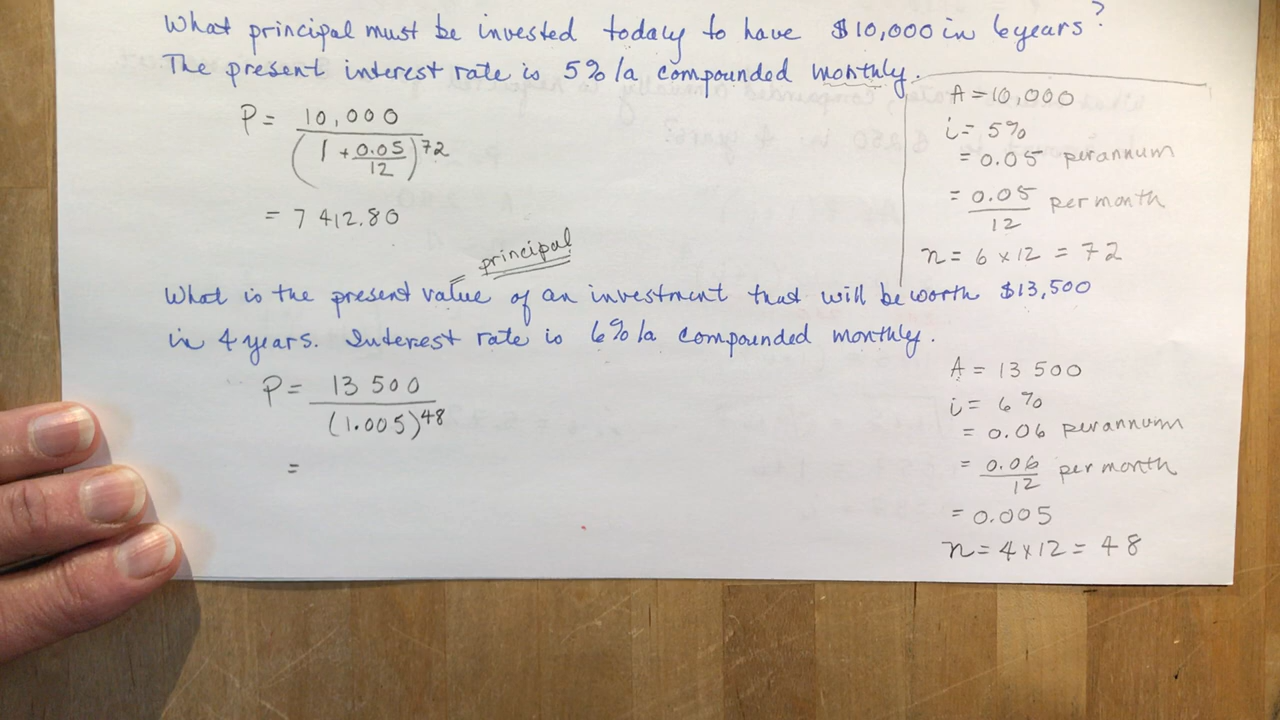 What principal must be invested today to have $10,000 in 6 years?
The present interest rate is 5%/a compounded monthly.
P = 10,000
(1 + 0.05
12)72
= 7 412.80
A = 10,000
i = 5%
= 0.05 per annum
= 0.05
12 per month
n = 6 x 12 = 72
principal
What is the present value of an investment that will be worth $13,500
in 4 years. Interest rate is 6%/a compounded monthly.
P = 13 500
(1.005)48
=
A = 13 500
i = 6%
= 0.06 per annum
= 0.06
12 per month
= 0.005
n = 4 x 12 = 48